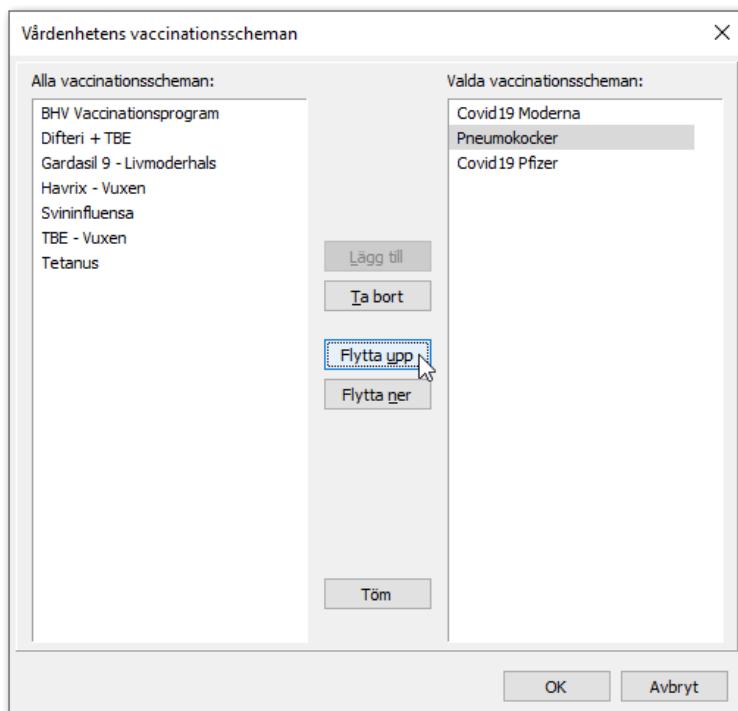 Vårdenhetens vaccinationsscheman
Alla vaccinationsscheman:
BHV Vaccinationsprogram
Difteri + TBE
Gardasil 9 - Livmoderhals
Havrix - Vuxen
Svininfluensa
TBE - Vuxen
Tetanus
Lägg till
Ta bort
Flytta upp
Flytta ner
Töm
Valda vaccinationsscheman:
Covid19 Moderna
Pneumokocker
Covid19 Pfizer
OK
Avbryt